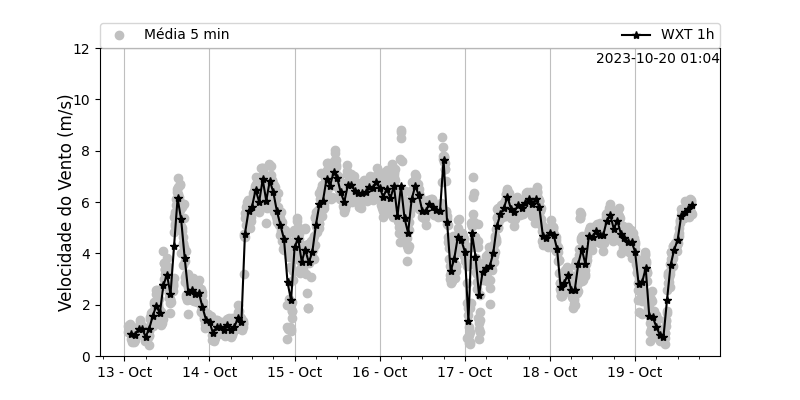 Média 5 min
WXT 1h
2023-10-20 01:04
Velocidade do Vento (m/s)
12
10
8
6
4
2
0
13 - Oct
14 - Oct
15 - Oct
16 - Oct
17 - Oct
18 - Oct
19 - Oct